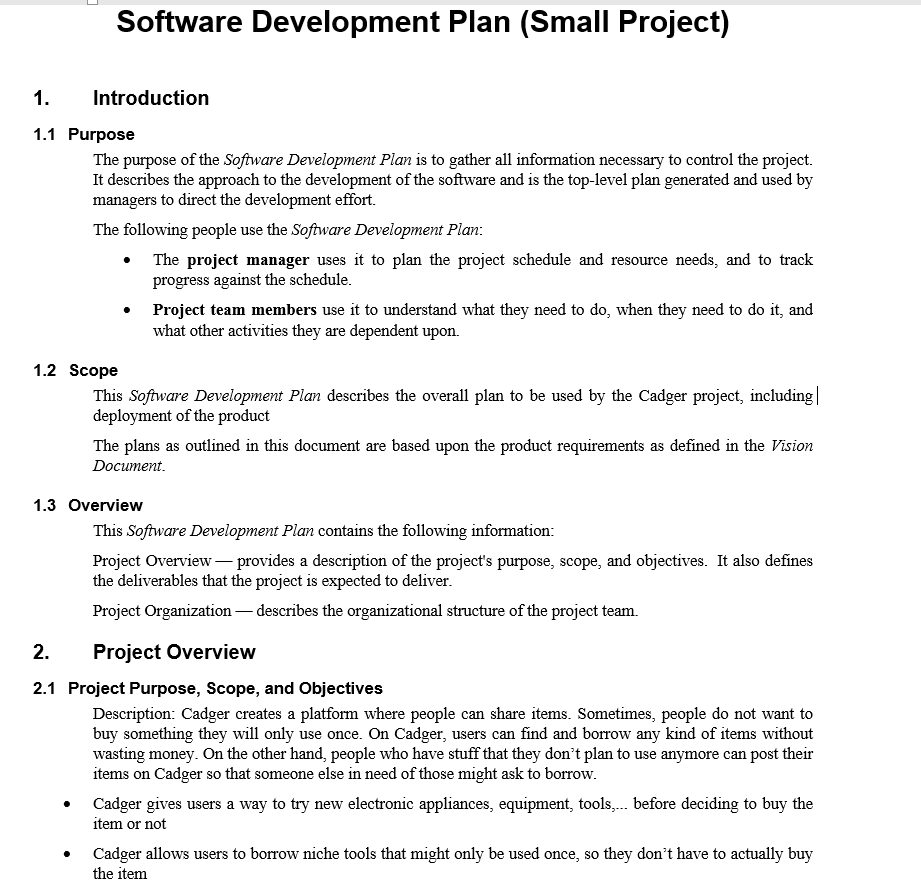 Software Development Plan (Small Project)
1. Introduction
1.1 Purpose
The purpose of the Software Development Plan is to gather all information necessary to control the project.
It describes the approach to the development of the software and is the top-level plan generated and used by
managers to direct the development effort.
The following people use the Software Development Plan:
• The project manager uses it to plan the project schedule and resource needs, and to track
progress against the schedule.
• Project team members use it to understand what they need to do, when they need to do it, and
what other activities they are dependent upon.
1.2 Scope
This Software Development Plan describes the overall plan to be used by the Cadger project, including
deployment of the product
The plans as outlined in this document are based upon the product requirements as defined in the Vision
Document.
1.3 Overview
This Software Development Plan contains the following information:
Project Overview — provides a description of the project's purpose, scope, and objectives. It also defines
the deliverables that the project is expected to deliver.
Project Organization — describes the organizational structure of the project team.
2. Project Overview
2.1 Project Purpose, Scope, and Objectives
Description: Cadger creates a platform where people can share items. Sometimes, people do not want to
buy something they will only use once. On Cadger, users can find and borrow any kind of items without
wasting money. On the other hand, people who have stuff that they don’t plan to use anymore can post their
items on Cadger so that someone else in need of those might ask to borrow.
• Cadger gives users a way to try new electronic appliances, equipment, tools,... before deciding to buy the
item or not
• Cadger allows users to borrow niche tools that might only be used once, so they don’t have to actually buy
the item